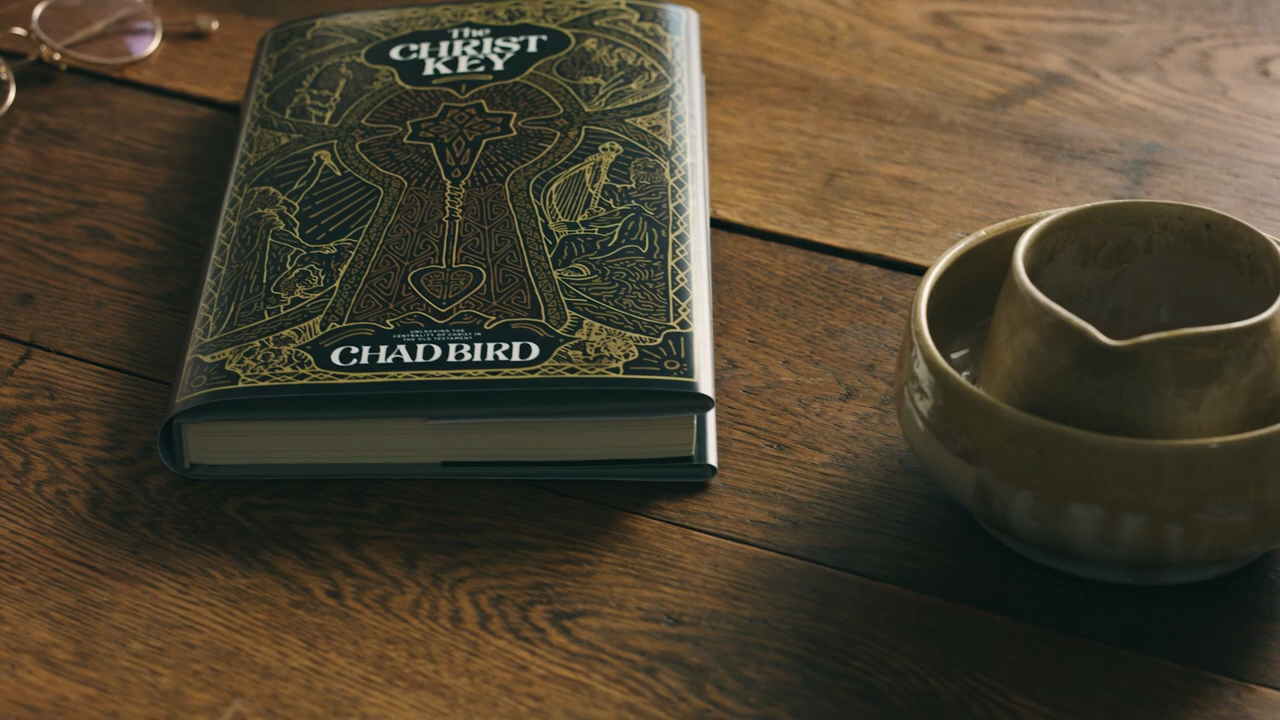 The
CHRIST
KEY
UNLOCKING THE
CENTRALITY OF CHRIST IN
THE OLD TESTAMENT
CHAD BIRD